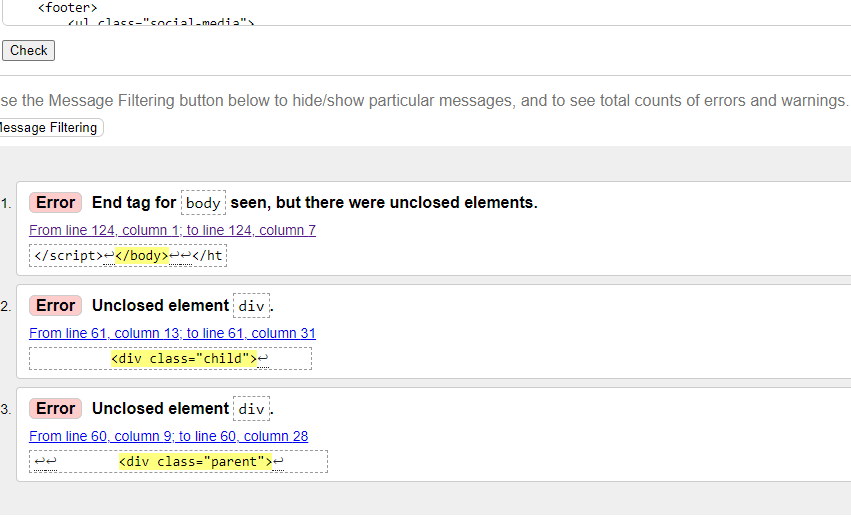 <footer>
<ul class="social-media">
Check
se the Message Filtering button below to hide/show particular messages, and to see total counts of errors and warnings.
Message Filtering
1. Error End tag for body seen, but there were unclosed elements.
From line 124, column 1; to line 124, column 7
</script>↩</body>↩↩</ht
2. Error Unclosed element div.
From line 61, column 13; to line 61, column 31
<div class="child">↩
3. Error Unclosed element div.
From line 60, column 9; to line 60, column 28
↩↩ <div class="parent">↩